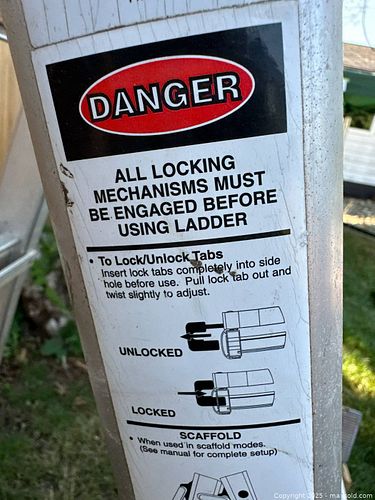 DANGER
ALL LOCKING
MECHANISMS MUST
BE ENGAGED BEFORE
USING LADDER
• To Lock/Unlock Tabs
Insert lock tabs completely into side
hole before use. Pull lock tab out and
twist slightly to adjust.
UNLOCKED
LOCKED
SCAFFOLD
• When used in scaffold modes.
(See manual for complete setup)
Copyright 2025 - maxsold.com